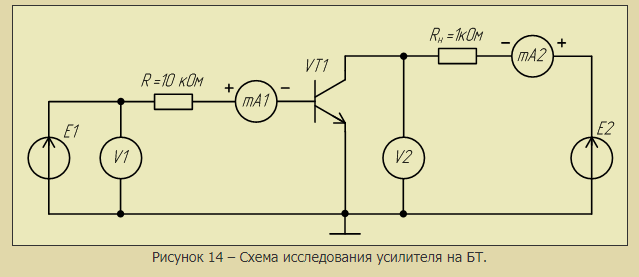 Rн =1кОм
VT1
mA2
R =10 кОм
mA1
E1
V1
V2
E2
Рисунок 14 – Схема исследования усилителя на БТ.